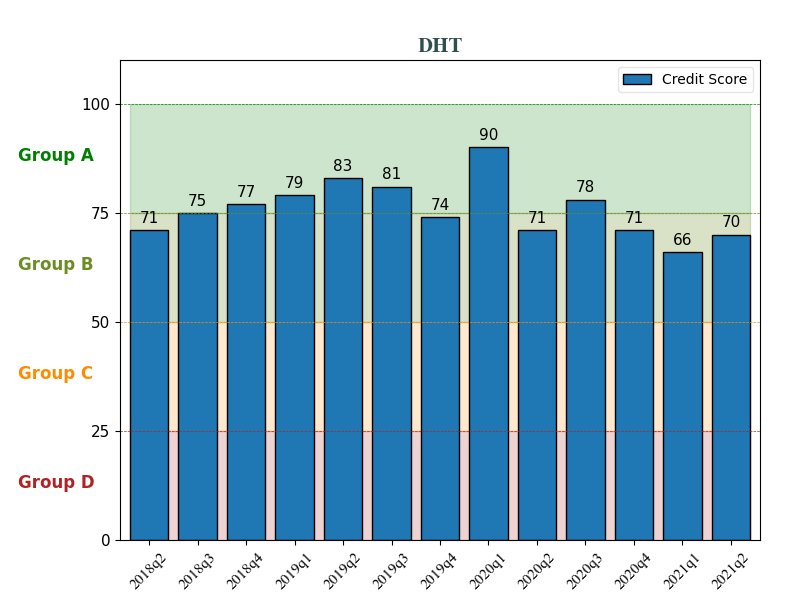 DHT
Credit Score
100
Group A
75
Group B
50
Group C
25
Group D
0
71
75
77
79
83
81
74
90
71
78
71
66
70
2018q2
2018q3
2018q4
2019q1
2019q2
2019q3
2019q4
2020q1
2020q2
2020q3
2020q4
2021q1
2021q2